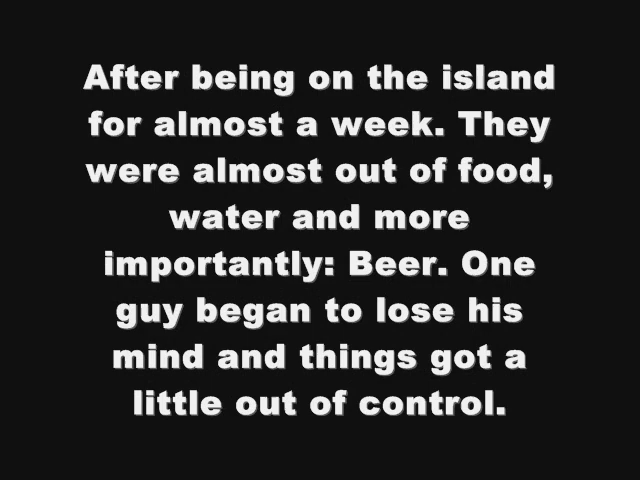 After being on the island
for almost a week. They
were almost out of food,
water and more
importantly: Beer. One
guy began to lose his
mind and things got a
little out of control.